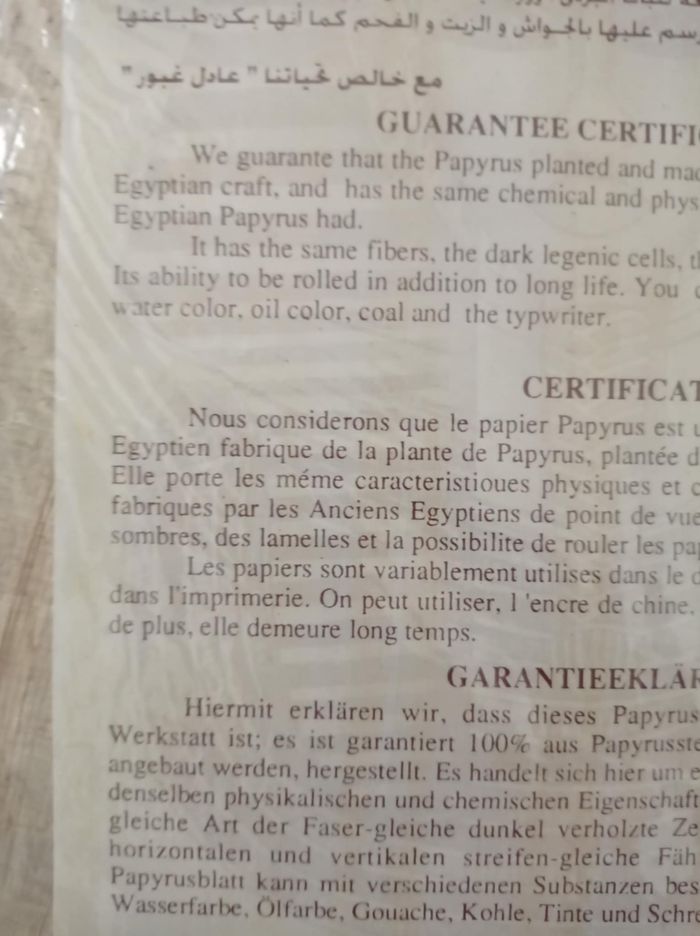 رسم عليها بالجواش و الزيت و الفحم كما أنها يمكن طباعتها
مع خالص تحياتنا " عادل غبور "
GUARANTEE CERTIFI
We guarante that the Papyrus planted and mad
Egyptian craft, and has the same chemical and phys
Egyptian Papyrus had.
It has the same fibers, the dark legenic cells, t
Its ability to be rolled in addition to long life. You
water color, oil color, coal and the typwriter.
CERTIFICAT
Nous considerons que le papier Papyrus est u
Egyptien fabrique de la plante de Papyrus, plantée d
Elle porte les méme caracteristioues physiques et c
fabriques par les Anciens Egyptiens de point de vue
sombres, des lamelles et la possibilite de rouler les pap
Les papiers sont variablement utilises dans le d
dans l'imprimerie. On peut utiliser, l 'encre de chine.
de plus, elle demeure long temps.
GARANTIEEKLÄR
Hiermit erklären wir, dass dieses Papyrus
Werkstatt ist; es ist garantiert 100% aus Papyrusste
angebaut werden, hergestellt. Es handelt sich hier um e
denselben physikalischen und chemischen Eigenschaft
gleiche Art der Faser-gleiche dunkel verholzte Ze
horizontalen und vertikalen streifen-gleiche Fäh
Papyrusblatt kann mit verschiedenen Substanzen bes
Wasserfarbe, Ölfarbe, Gouache, Kohle, Tinte und Schre